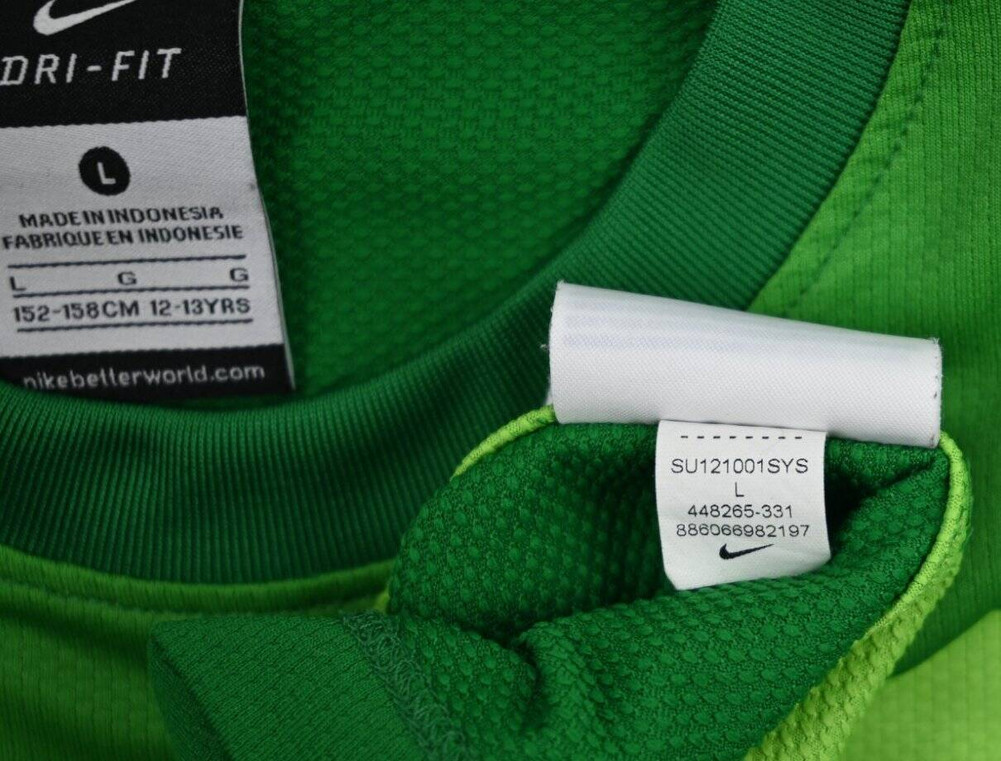 DRI-FIT
L
MADE IN INDONESIA
FABRIQUE EN INDONESIE
L G G
152-158CM 12-13YRS
nikebetterworld.com
-------
SU121001SYS
L
448265-331
886066982197